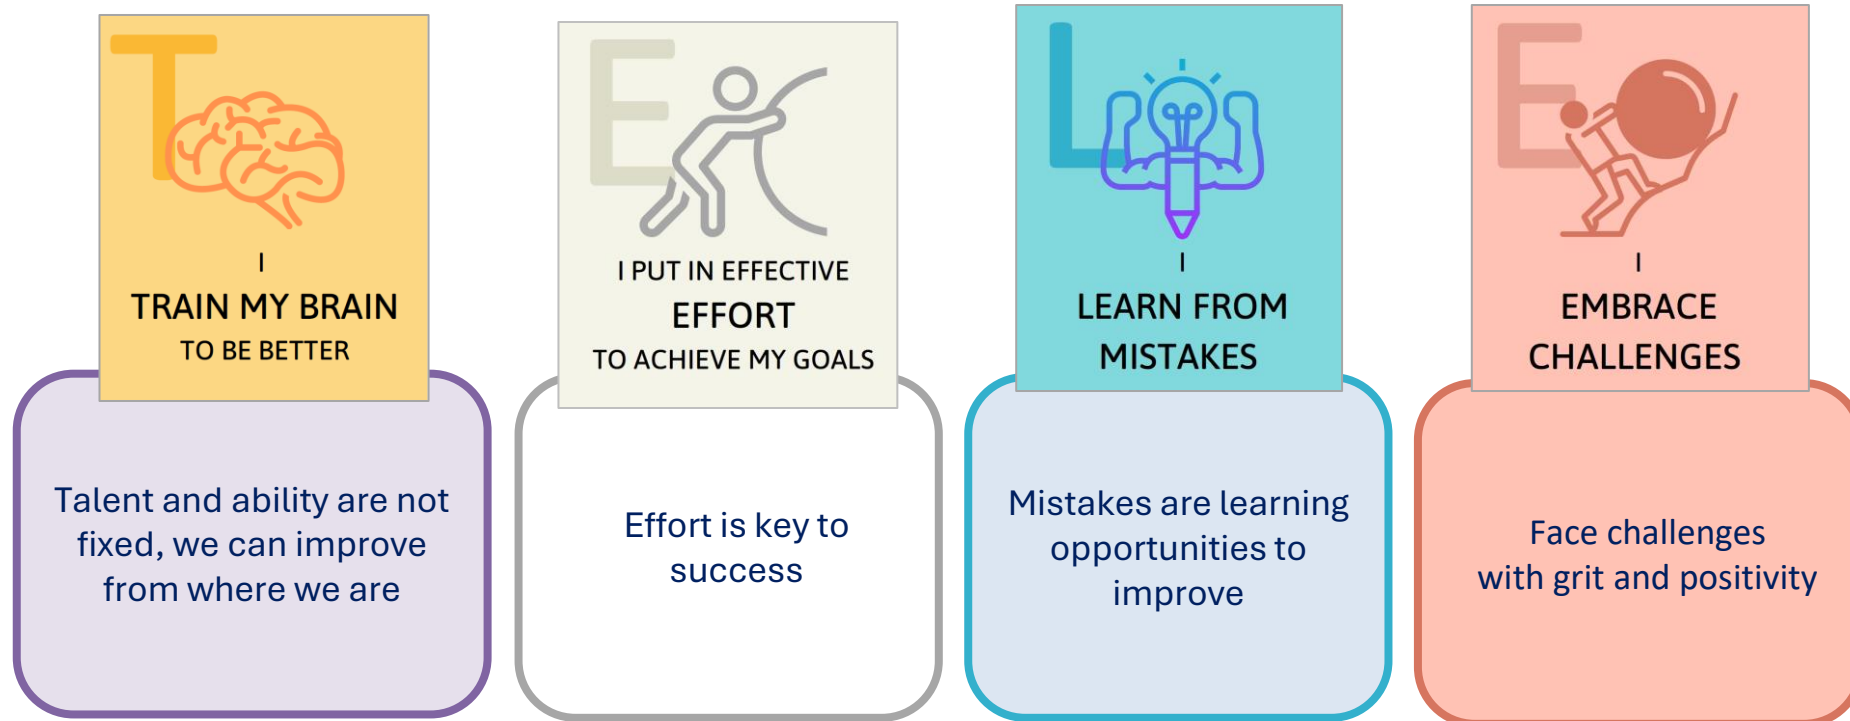 T
I
TRAIN MY BRAIN
TO BE BETTER
Talent and ability are not
fixed, we can improve
from where we are
E
I PUT IN EFFECTIVE
EFFORT
TO ACHIEVE MY GOALS
Effort is key to
success
L
I
LEARN FROM
MISTAKES
Mistakes are learning
opportunities to
improve
E
I
EMBRACE
CHALLENGES
Face challenges
with grit and positivity